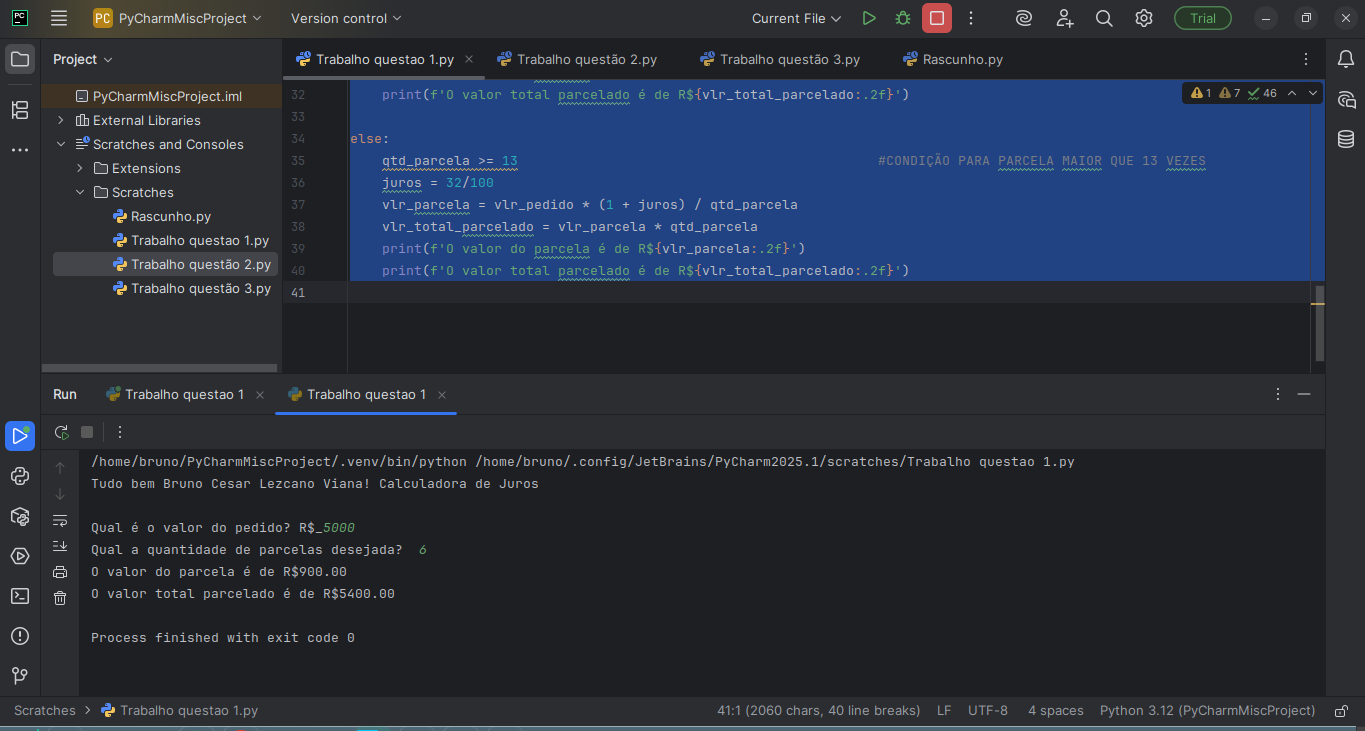 PC PC PyCharmMiscProject Version control Current File Trial
Project
PyCharmMiscProject.iml
External Libraries
Scratches and Consoles
Extensions
Scratches
Rascunho.py
Trabalho questao 1.py
Trabalho questão 2.py
Trabalho questão 3.py
Trabalho questao 1.py Trabalho questão 2.py Trabalho questão 3.py Rascunho.py
1 7 46
32 print(f'O valor total parcelado é de R${vlr_total_parcelado:.2f}')
33
34 else:
35 qtd_parcela >= 13 #CONDIÇÃO PARA PARCELA MAIOR QUE 13 VEZES
36 juros = 32/100
37 vlr_parcela = vlr_pedido * (1 + juros) / qtd_parcela
38 vlr_total_parcelado = vlr_parcela * qtd_parcela
39 print(f'O valor do parcela é de R${vlr_parcela:.2f}')
40 print(f'O valor total parcelado é de R${vlr_total_parcelado:.2f}')
41
Run Trabalho questao 1 Trabalho questao 1
/home/bruno/PyCharmMiscProject/.venv/bin/python /home/bruno/.config/JetBrains/PyCharm2025.1/scratches/Trabalho questao 1.py
Tudo bem Bruno Cesar Lezcano Viana! Calculadora de Juros
Qual é o valor do pedido? R$_5000
Qual a quantidade de parcelas desejada? 6
O valor do parcela é de R$900.00
O valor total parcelado é de R$5400.00
Process finished with exit code 0
Scratches Trabalho questao 1.py 41:1 (2060 chars, 40 line breaks) LF UTF-8 4 spaces Python 3.12 (PyCharmMiscProject)